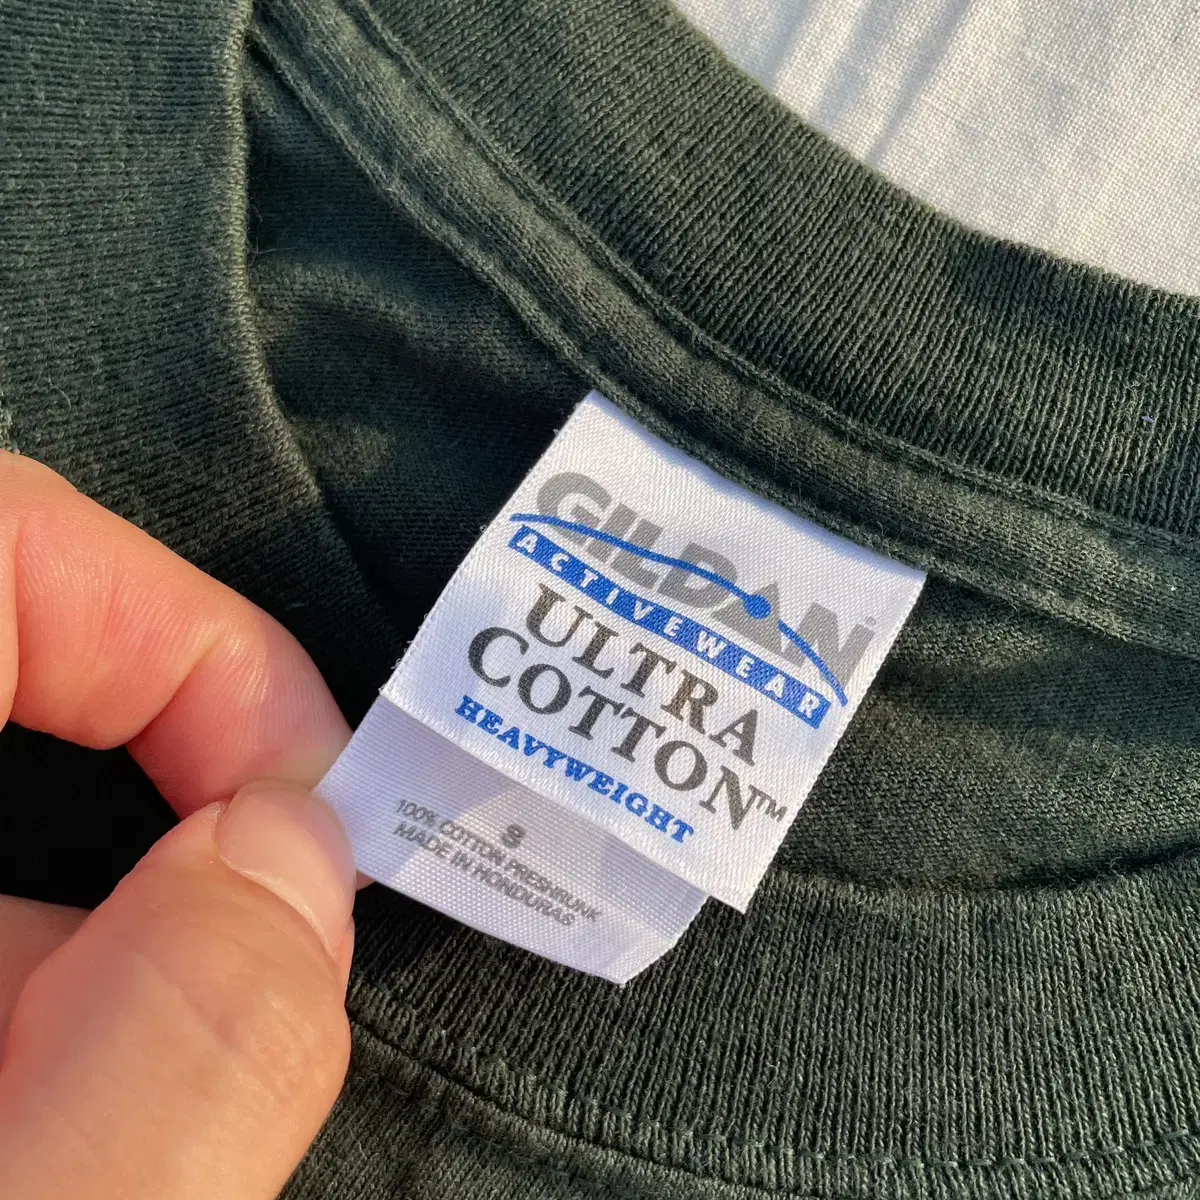 GILDAN
ACTIVEWEAR
ULTRA
COTTON™
HEAVYWEIGHT
S
100% COTTON PRESHRUNK
MADE IN HONDURAS